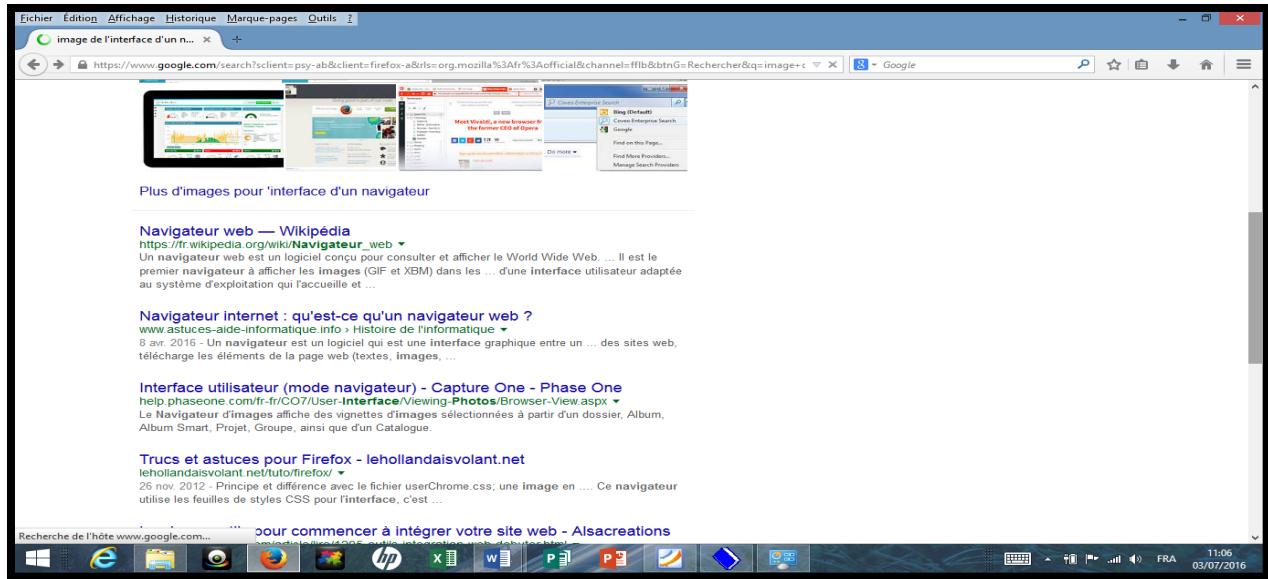 Fichier Édition Affichage Historique Marque-pages Outils ?
image de l'interface d'un n... × +
https://www.google.com/search?sclient=psy-ab&client=firefox-a&rls=org.mozilla%3Afr%3Aofficial&channel=fflb&btnG=Rechercher&q=image+c
Google
Meet Vivaldi, a new browser fr
the former CEO of Opera
Coveo Enterprise Search
Bing (Default)
Coveo Enterprise Search
Google
Find on this Page...
Find More Providers...
Manage Search Providers
Do more
Plus d'images pour 'interface d'un navigateur
Navigateur web — Wikipédia
https://fr.wikipedia.org/wiki/Navigateur_web
Un navigateur web est un logiciel conçu pour consulter et afficher le World Wide Web. ... Il est le
premier navigateur à afficher les images (GIF et XBM) dans les ... d'une interface utilisateur adaptée
au système d'exploitation qui l'accueille et ...
Navigateur internet : qu'est-ce qu'un navigateur web ?
www.astuces-aide-informatique.info › Histoire de l'informatique
8 avr. 2016 - Un navigateur est un logiciel qui est une interface graphique entre un ... des sites web,
télécharge les éléments de la page web (textes, images, ...
Interface utilisateur (mode navigateur) - Capture One - Phase One
help.phaseone.com/fr-fr/CO7/User-Interface/Viewing-Photos/Browser-View.aspx
Le Navigateur d'images affiche des vignettes d'images sélectionnées à partir d'un dossier, Album,
Album Smart, Projet, Groupe, ainsi que d'un Catalogue.
Trucs et astuces pour Firefox - lehollandaisvolant.net
lehollandaisvolant.net/tuto/firefox/
26 nov. 2012 - Principe et différence avec le fichier userChrome.css; une image en .... Ce navigateur
utilise les feuilles de styles CSS pour l'interface, c'est ...
pour commencer à intégrer votre site web - Alsacreations
Recherche de l'hôte www.google.com...
hp
FRA
11:06
03/07/2016